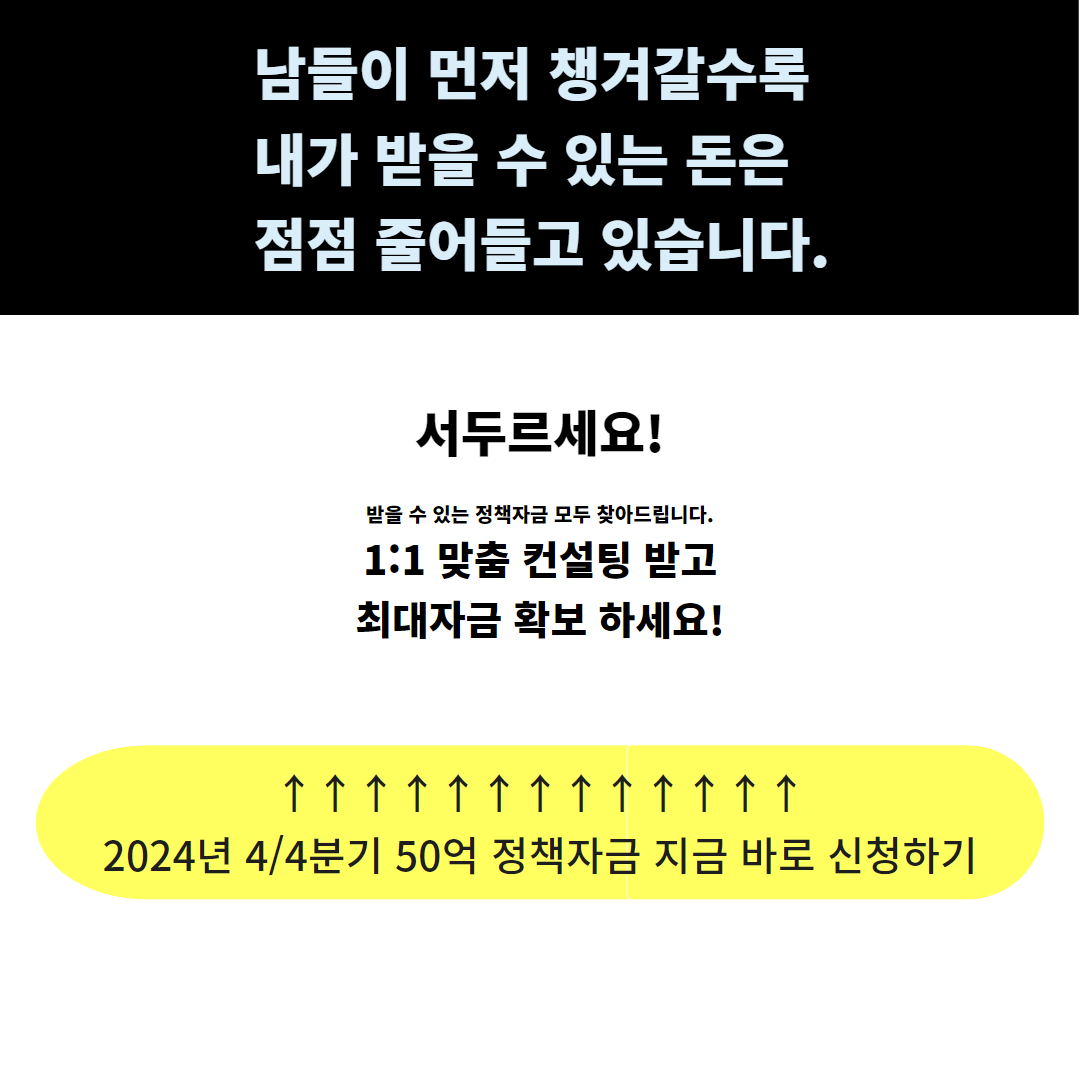 남들이 먼저 챙겨갈수록
내가 받을 수 있는 돈은
점점 줄어들고 있습니다.
서두르세요!
받을 수 있는 정책자금 모두 찾아드립니다.
1:1 맞춤 컨설팅 받고
최대자금 확보 하세요!
↑ ↑ ↑ ↑ ↑ ↑ ↑ ↑ ↑ ↑ ↑ ↑ ↑
2024년 4/4분기 50억 정책자금 지금 바로 신청하기